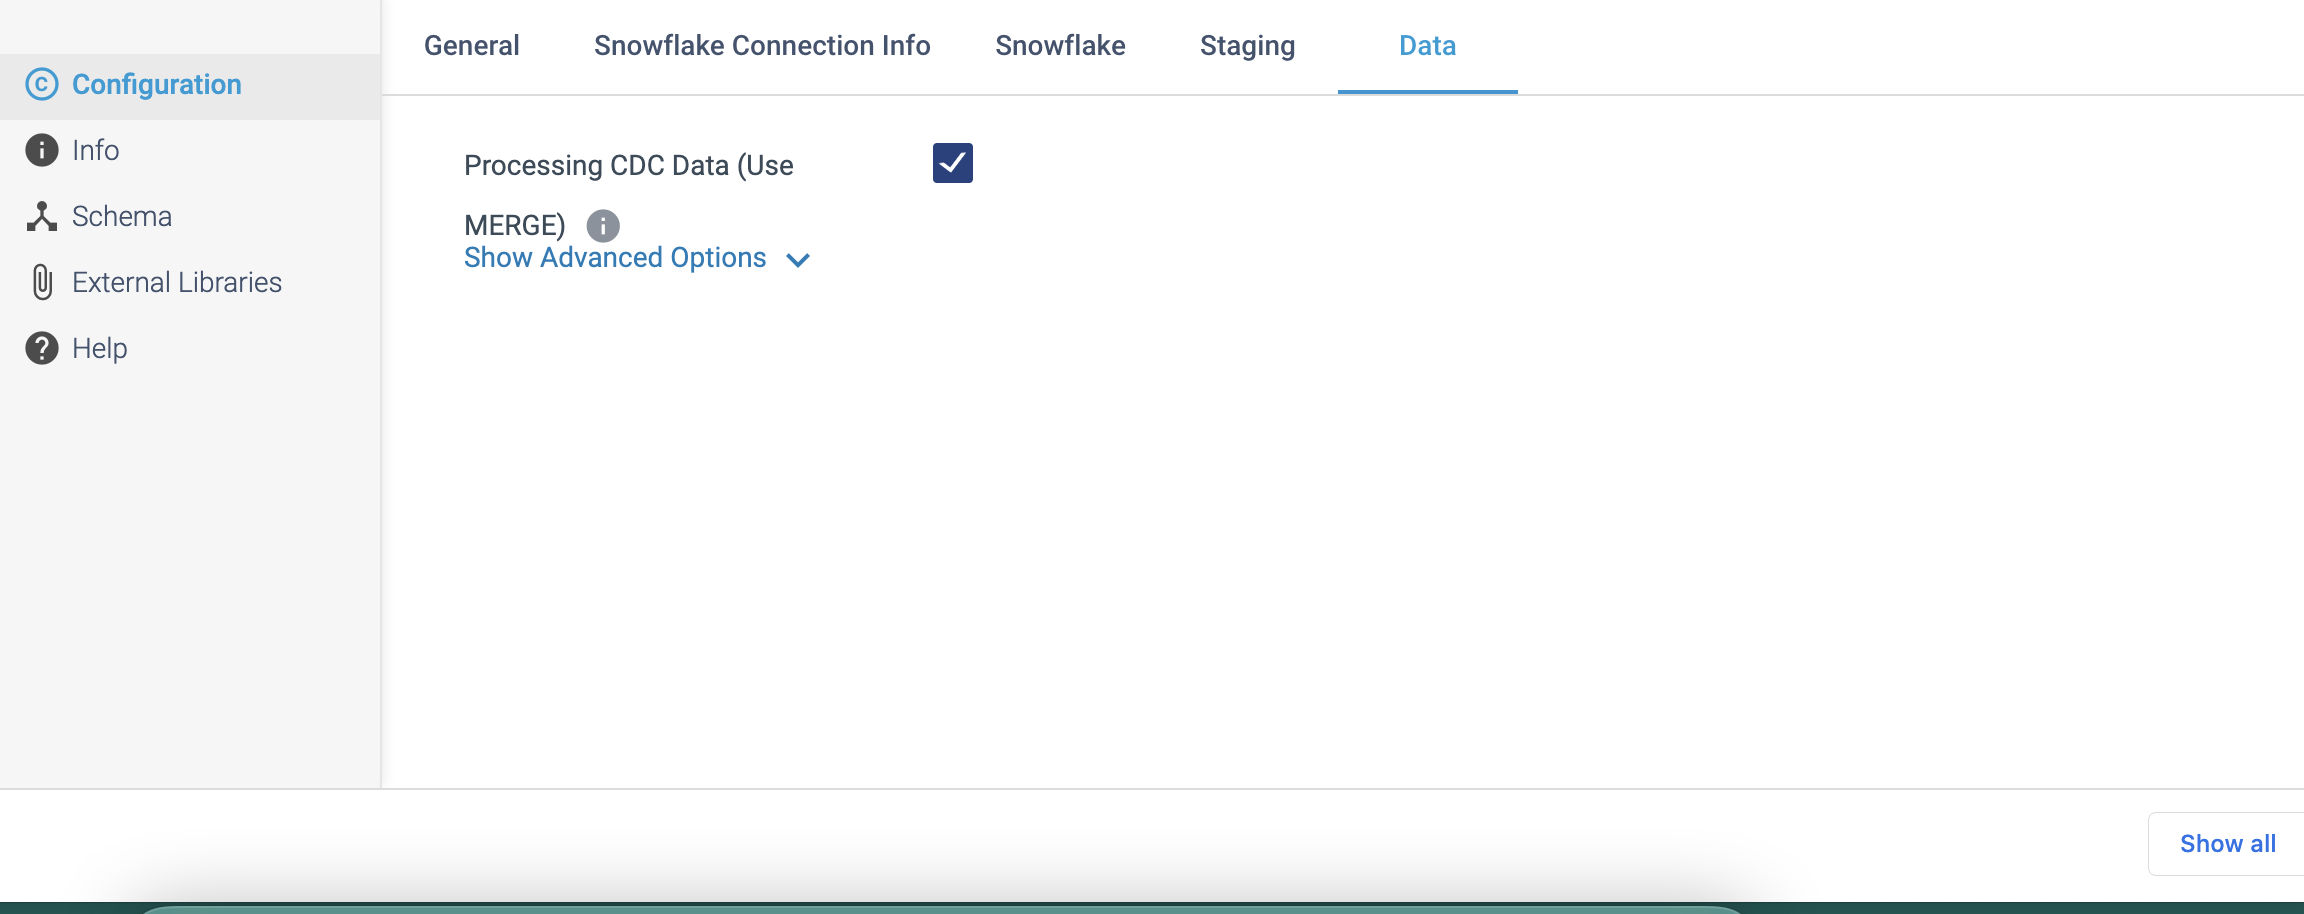 General
Snowflake Connection Info
Snowflake
Staging
Data
Configuration
Info
Schema
External Libraries
Help
Processing CDC Data (Use
MERGE)
Show Advanced Options
Show all